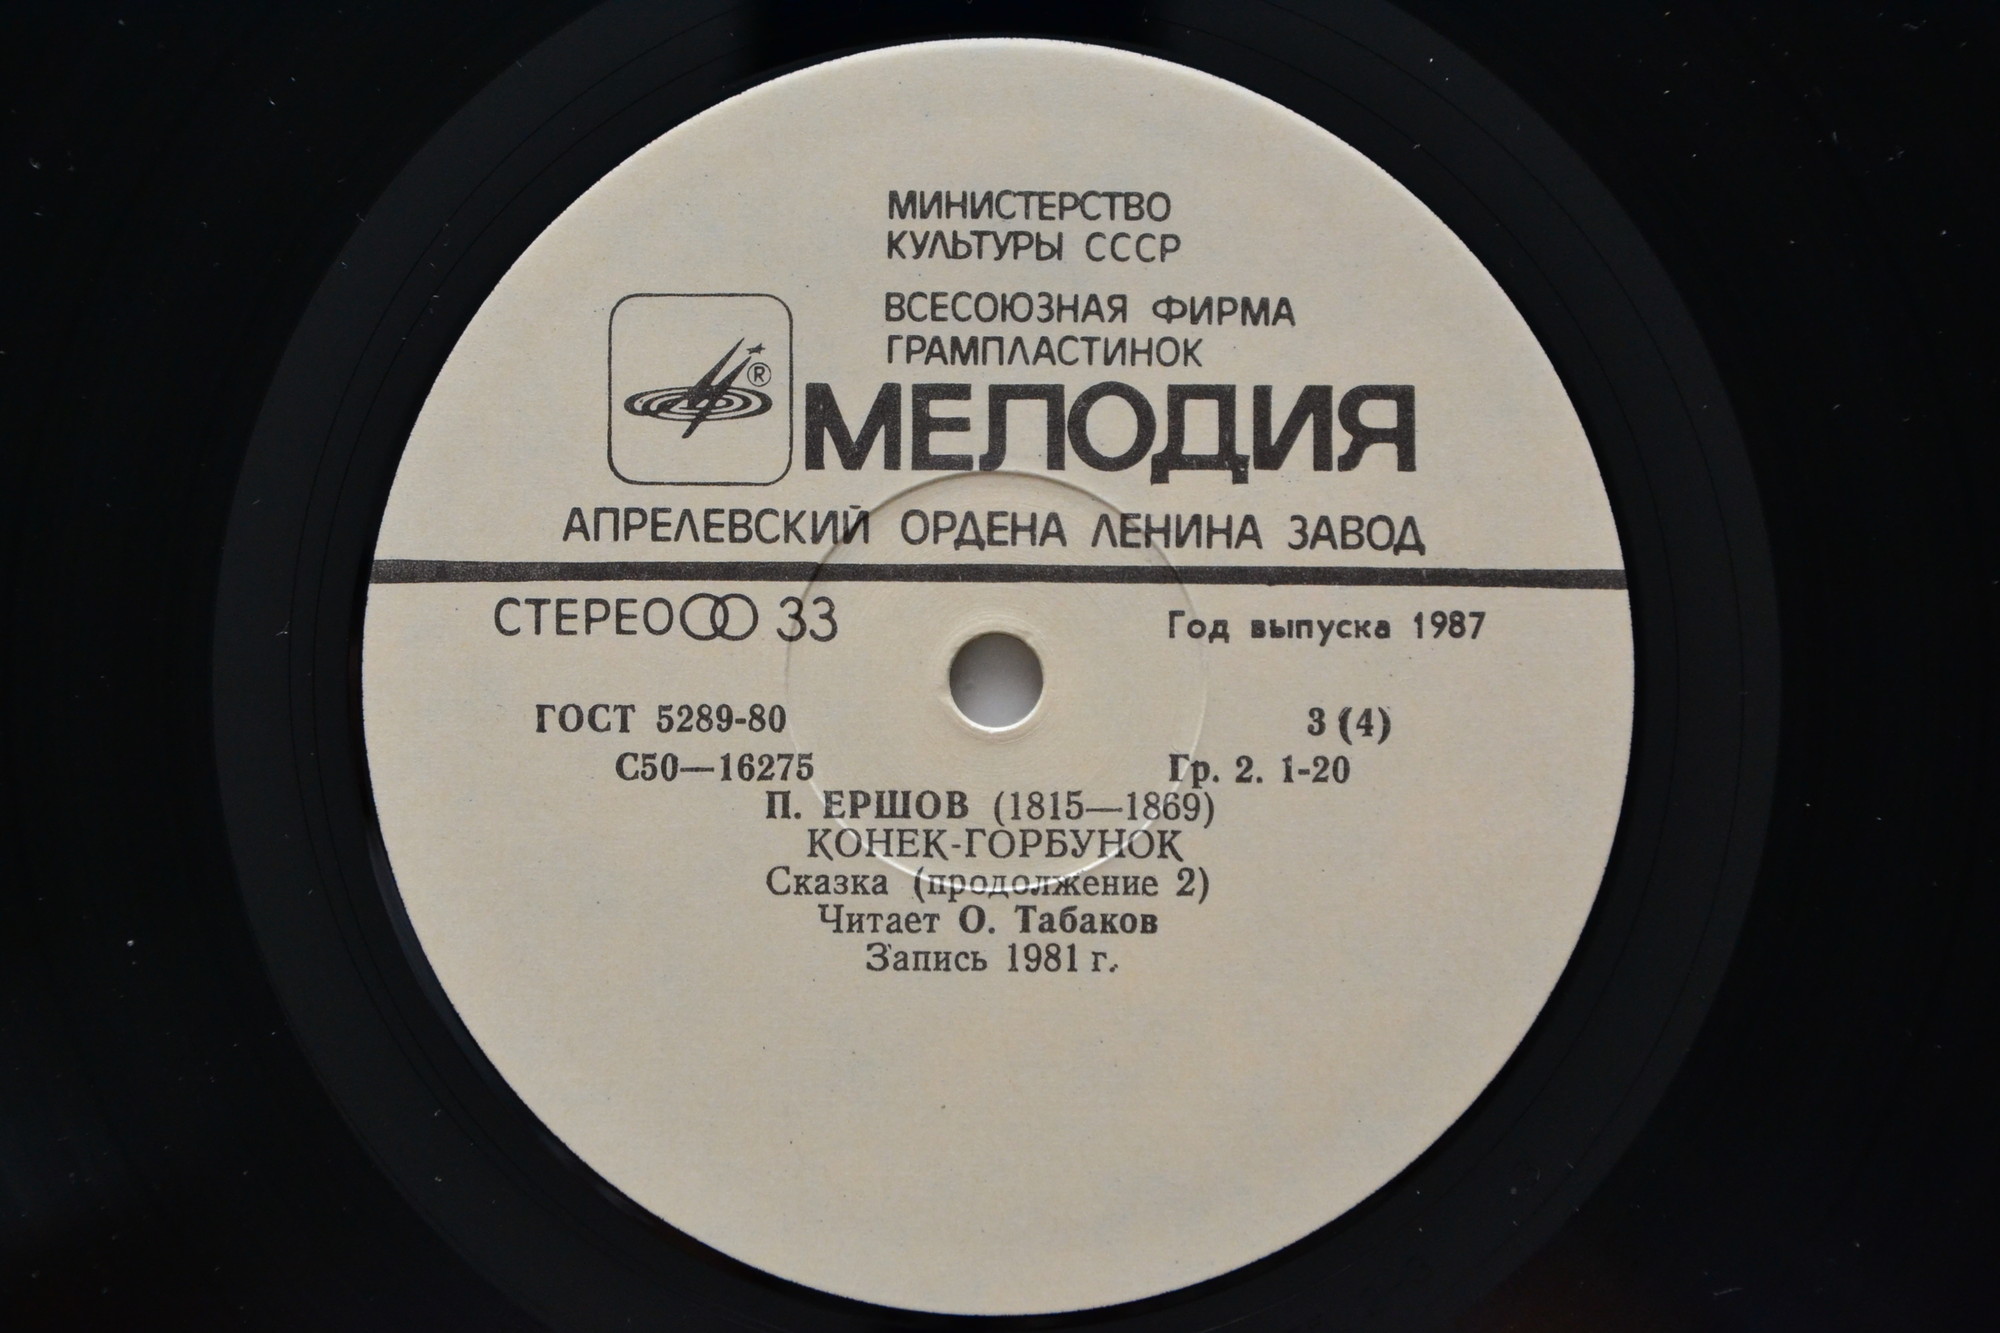 МИНИСТЕРСТВО
КУЛЬТУРЫ СССР
ВСЕСОЮЗНАЯ ФИРМА
ГРАМПЛАСТИНОК
®
МЕЛОДИЯ
АПРЕЛЕВСКИЙ ОРДЕНА ЛЕНИНА ЗАВОД
СТЕРЕО 33
Год выпуска 1987
ГОСТ 5289-80
3 (4)
С50—16275
Гр. 2. 1-20
П. ЕРШОВ (1815—1869)
КОНЕК-ГОРБУНОК
Сказка (продолжение 2)
Читает О. Табаков
Запись 1981 г.